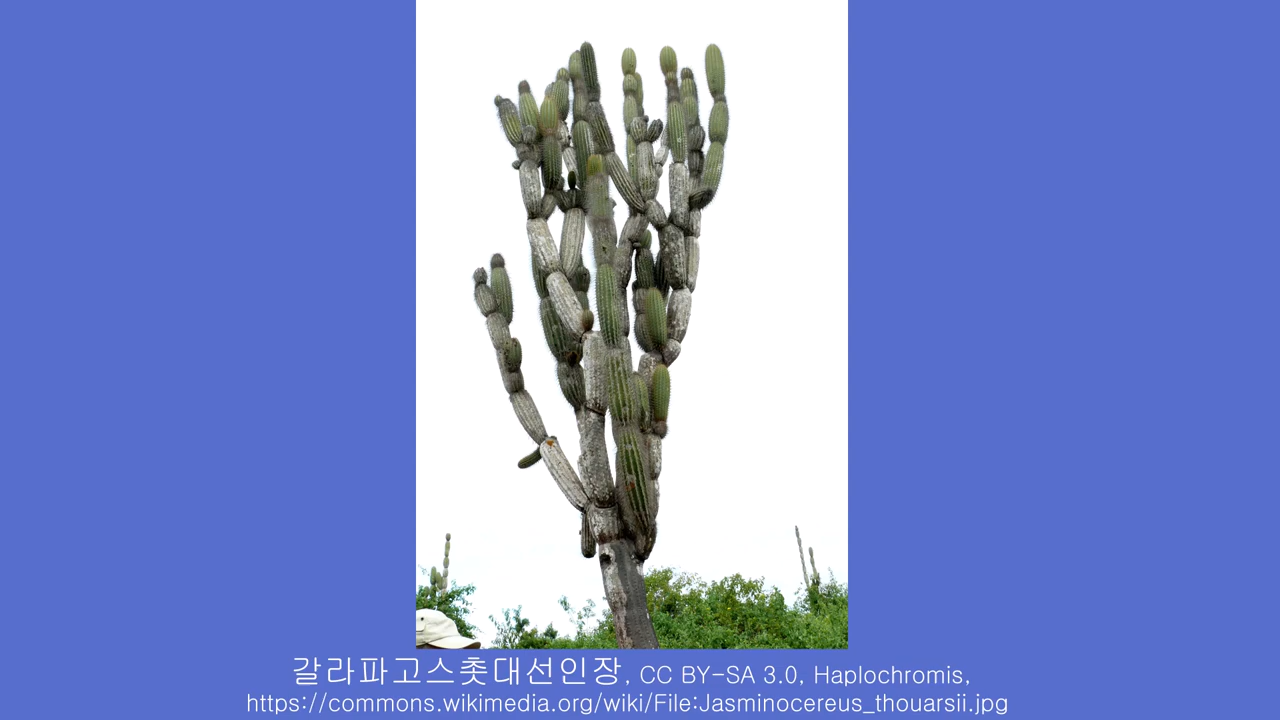 갈라파고스촛대선인장, CC BY-SA 3.0, Haplochromis,
https://commons.wikimedia.org/wiki/File:Jasminocereus_thouarsii.jpg